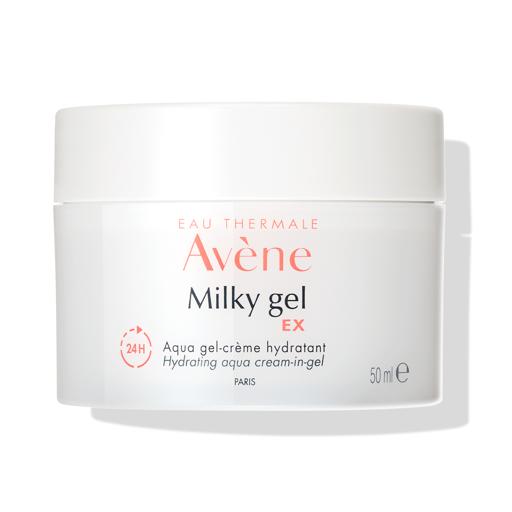 EAU THERMALE
Avène
Milky gel
EX
24H
Aqua gel-crème hydratant
Hydrating aqua cream-in-gel
PARIS
50 ml e